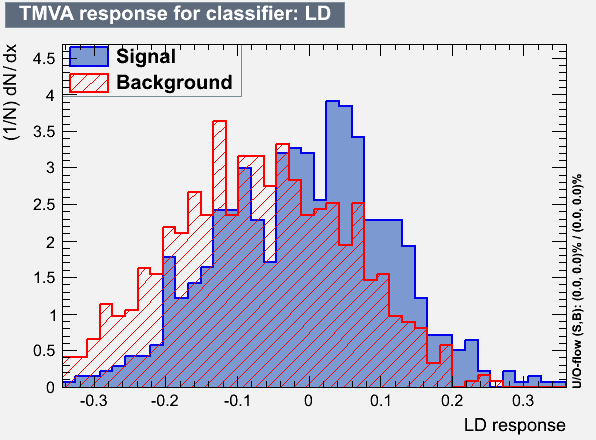 TMVA response for classifier: LD
(1/N) dN / dx
Signal
Background
4.5
4
3.5
3
2.5
2
1.5
1
0.5
0
-0.3 -0.2 -0.1 0 0.1 0.2 0.3
LD response
U/O-flow (S,B): (0.0, 0.0)% / (0.0, 0.0)%